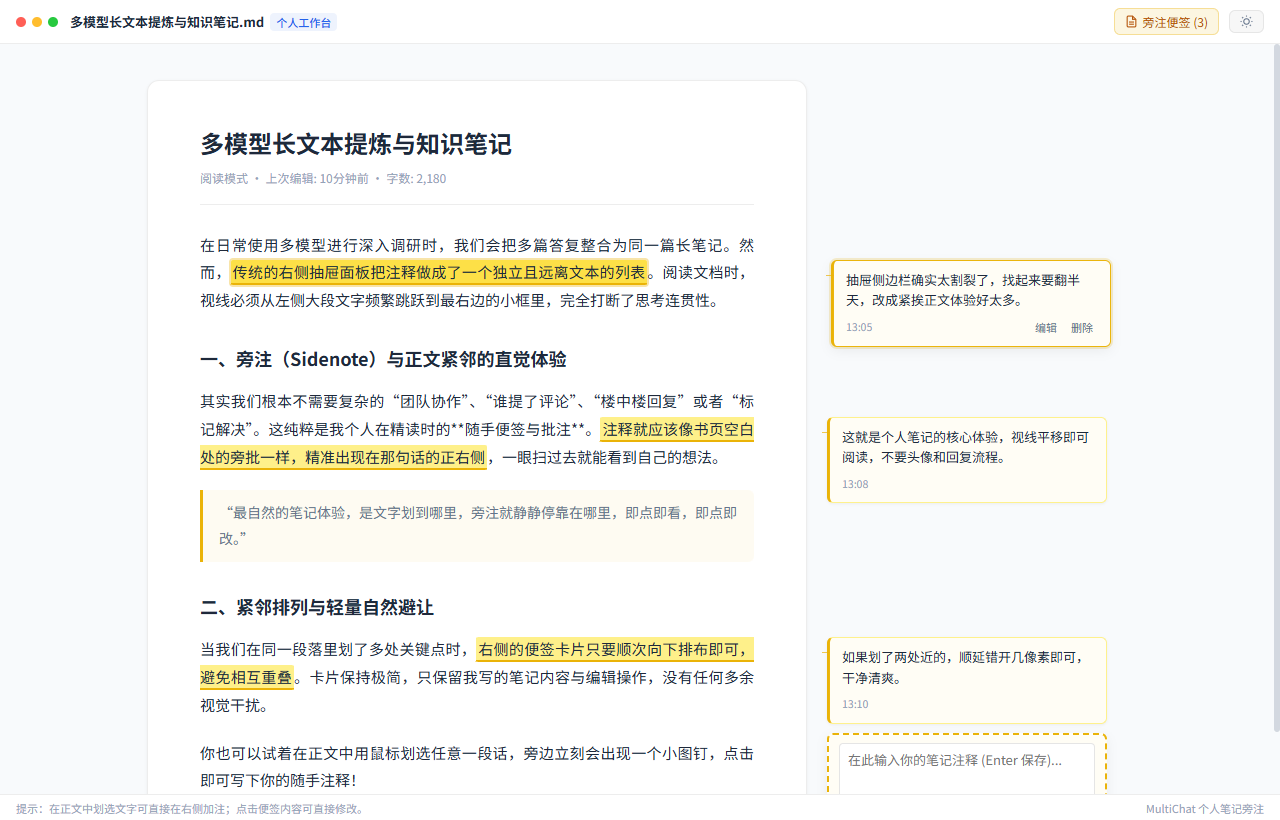 多模型长文本提炼与知识笔记.md 个人工作台
旁注便签 (3)
多模型长文本提炼与知识笔记
阅读模式 • 上次编辑: 10分钟前 • 字数: 2,180
在日常使用多模型进行深入调研时，我们会把多篇答复整合为同一篇长笔记。然
而，传统的右侧抽屉面板把注释做成了一个独立且远离文本的列表。阅读文档时，
视线必须从左侧大段文字频繁跳跃到最右边的小框里，完全打断了思考连贯性。
抽屉侧边栏确实太割裂了，找起来要翻半
天，改成紧挨正文体验好太多。
13:05 编辑 删除
一、旁注（Sidenote）与正文紧邻的直觉体验
其实我们根本不需要复杂的“团队协作”、“谁提了评论”、“楼中楼回复”或者“标
记解决”。这纯粹是我个人在精读时的**随手便签与批注**。注释就应该像书页空白
处的旁批一样，精准出现在那句话的正右侧，一眼扫过去就能看到自己的想法。
这就是个人笔记的核心体验，视线平移即可
阅读，不要头像和回复流程。
13:08
“最自然的笔记体验，是文字划到哪里，旁注就静静停靠在哪里，即点即看，即点即
改。”
二、紧邻排列与轻量自然避让
当我们在同一段落里划了多处关键点时，右侧的便签卡片只要顺次向下排布即可，
避免相互重叠。卡片保持极简，只保留我写的笔记内容与编辑操作，没有任何多余
视觉干扰。
如果划了两处近的，顺延错开几像素即可，
干净清爽。
13:10
你也可以试着在正文中用鼠标划选任意一段话，旁边立刻会出现一个小图钉，点击
即可写下你的随手注释！
在此输入你的笔记注释 (Enter 保存)...
提示：在正文中划选文字可直接在右侧加注；点击便签内容可直接修改。
MultiChat 个人笔记旁注